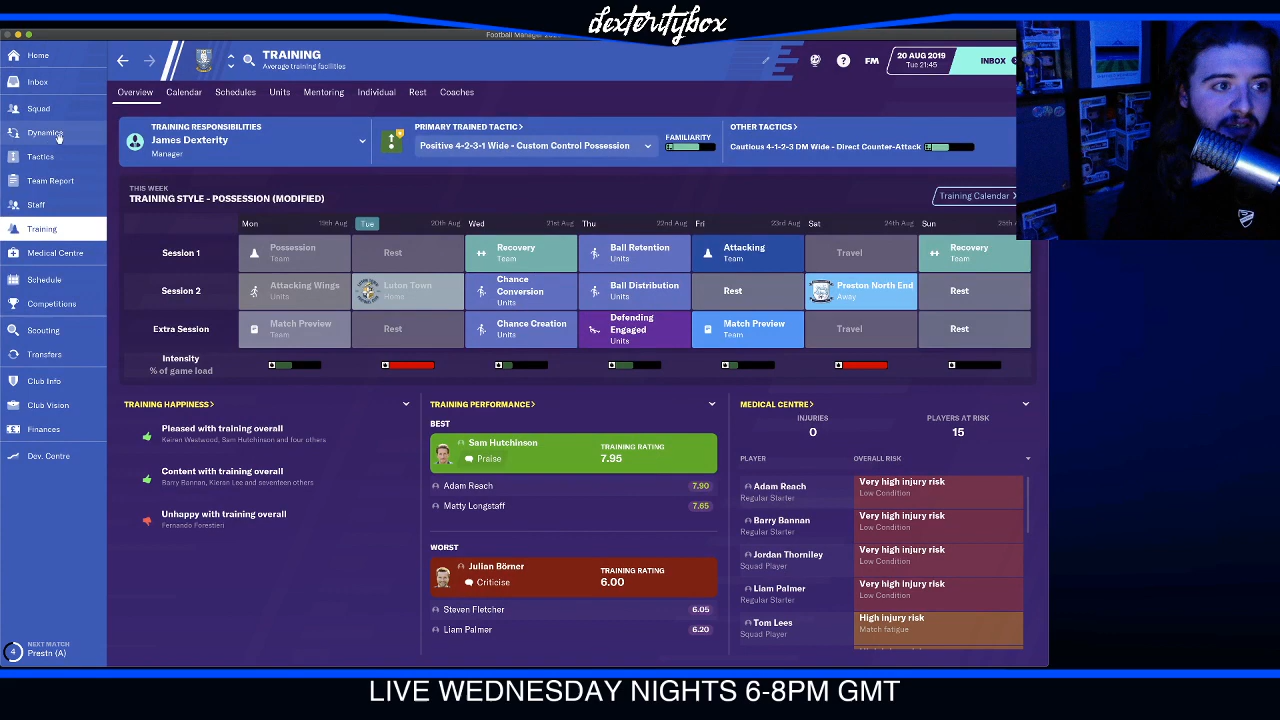 dexteritybox
Football Manager 20
Home
Inbox
Squad
Dynamics
Tactics
Team Report
Staff
Training
Medical Centre
Schedule
Competitions
Scouting
Transfers
Club Info
Club Vision
Finances
Dev. Centre
NEXT MATCH
4 Prestn (A)
TRAINING
Average training facilities
? FM
20 AUG 2019
Tue 21:45
INBOX
Overview Calendar Schedules Units Mentoring Individual Rest Coaches
TRAINING RESPONSIBILITIES
James Dexterity
Manager
PRIMARY TRAINED TACTIC>
Positive 4-2-3-1 Wide - Custom Control Possession
FAMILIARITY
OTHER TACTICS>
Cautious 4-1-2-3 DM Wide - Direct Counter-Attack
THIS WEEK
TRAINING STYLE - POSSESSION (MODIFIED)
Training Calendar >
Mon 19th Aug Tue 20th Aug Wed 21st Aug Thu 22nd Aug Fri 23rd Aug Sat 24th Aug Sun 25th Aug
Session 1
Possession
Team
Rest
Recovery
Team
Ball Retention
Units
Attacking
Team
Travel
Recovery
Team
Session 2
Attacking Wings
Units
Luton Town
Home
Chance
Conversion
Units
Ball Distribution
Units
Rest
Preston North End
Away
Rest
Extra Session
Match Preview
Team
Rest
Chance Creation
Units
Defending
Engaged
Units
Match Preview
Team
Travel
Rest
Intensity
% of game load
TRAINING HAPPINESS>
Pleased with training overall
Keiren Westwood, Sam Hutchinson and four others
Content with training overall
Barry Bannan, Kieran Lee and seventeen others
Unhappy with training overall
Fernando Forestieri
TRAINING PERFORMANCE>
BEST
Sam Hutchinson
Praise
TRAINING RATING
7.95
Adam Reach 7.90
Matty Longstaff 7.65
WORST
Julian Börner
Criticise
TRAINING RATING
6.00
Steven Fletcher 6.05
Liam Palmer 6.20
MEDICAL CENTRE>
INJURIES
0
PLAYERS AT RISK
15
PLAYER OVERALL RISK
Adam Reach
Regular Starter
Very high injury risk
Low Condition
Barry Bannan
Regular Starter
Very high injury risk
Low Condition
Jordan Thorniley
Squad Player
Very high injury risk
Low Condition
Liam Palmer
Regular Starter
Very high injury risk
Low Condition
Tom Lees
Squad Player
High injury risk
Match fatigue
LIVE WEDNESDAY NIGHTS 6-8PM GMT